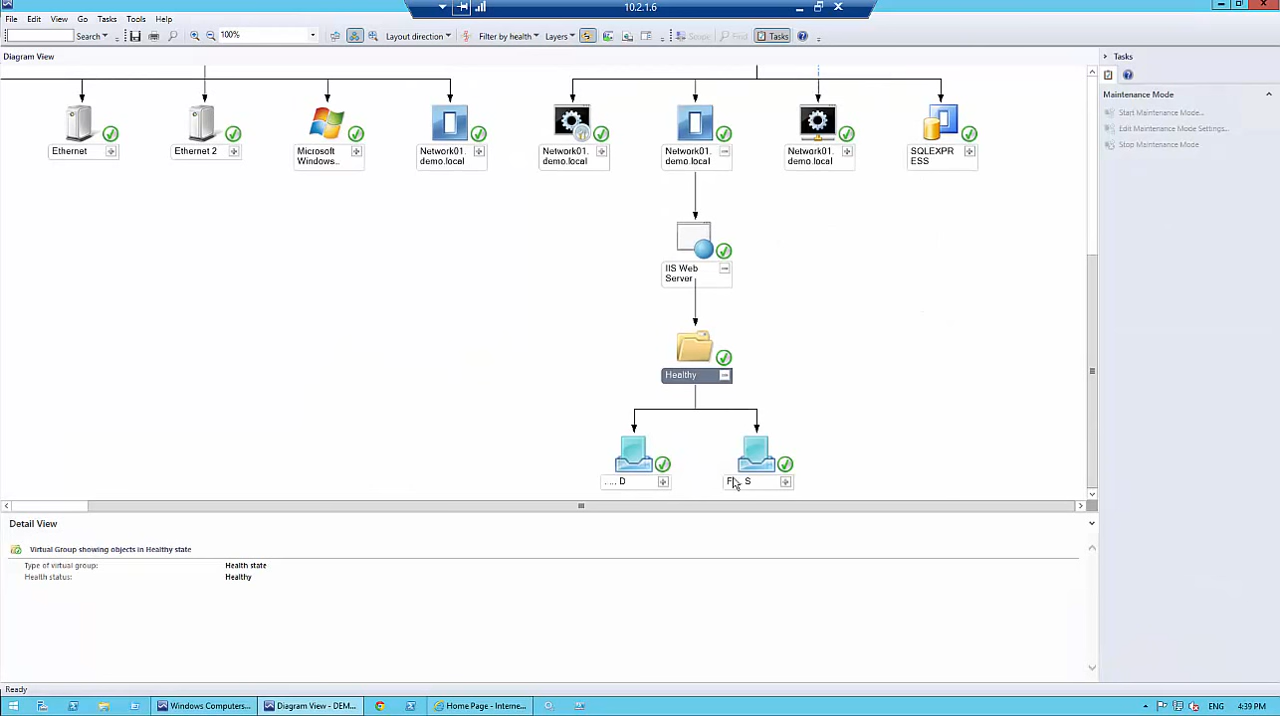 10.2.1.6
File Edit View Go Tasks Tools Help
Search 100% Layout direction Filter by health Layers Scope Find Tasks
Diagram View
Tasks
Maintenance Mode
Start Maintenance Mode...
Edit Maintenance Mode Settings...
Stop Maintenance Mode
Ethernet
Ethernet 2
Microsoft
Windows...
Network01.
demo.local
Network01.
demo.local
Network01.
demo.local
Network01.
demo.local
SQLEXPR
ESS
IIS Web
Server
Healthy
.... D
F... S
Detail View
Virtual Group showing objects in Healthy state
Type of virtual group: Health state
Health status: Healthy
Ready
Windows Computers... Diagram View - DEM... Home Page - Interne... ENG 4:39 PM